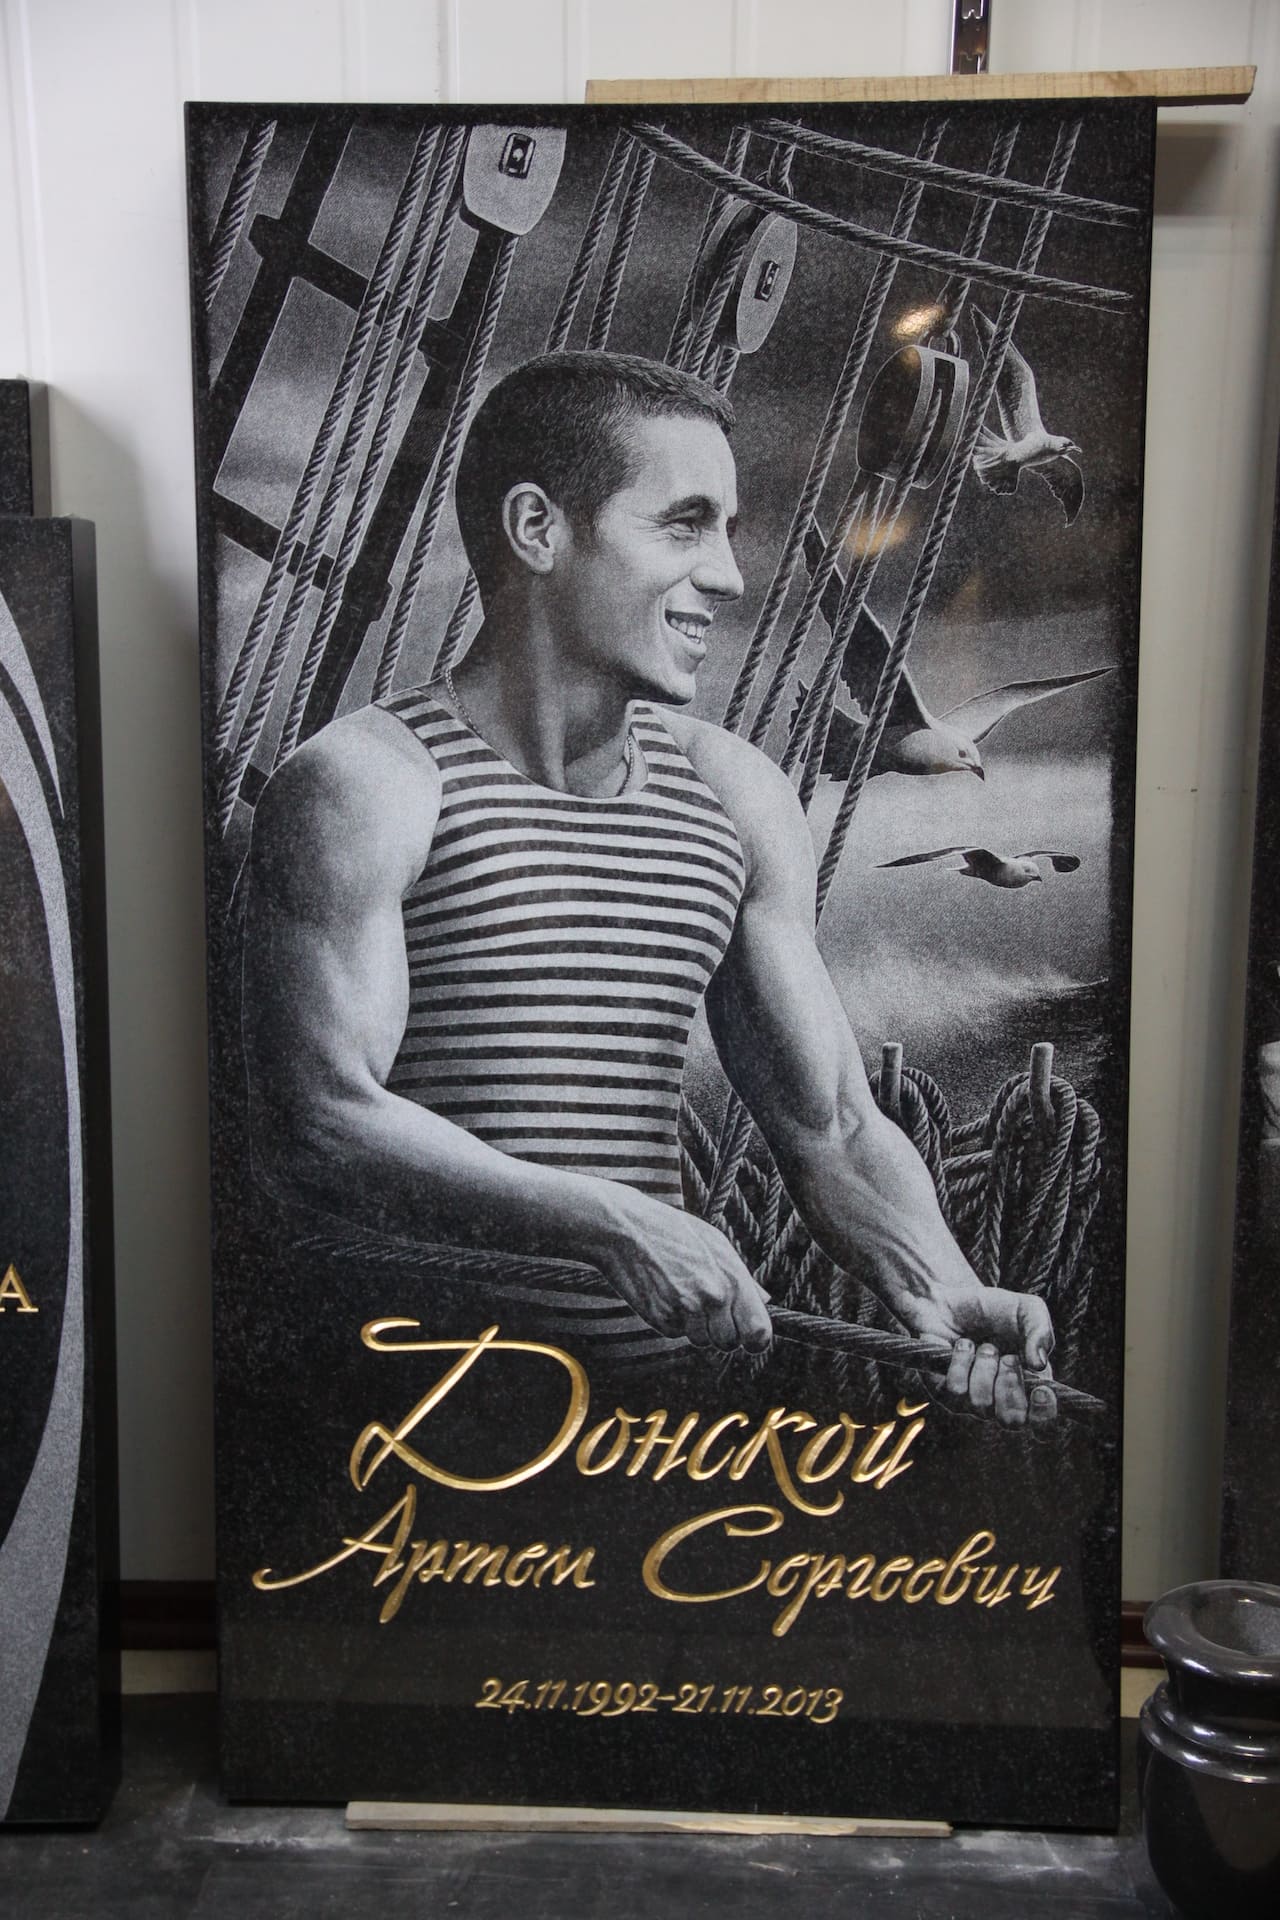 Донской
Артем Сергеевич
24.11.1992-21.11.2013
А